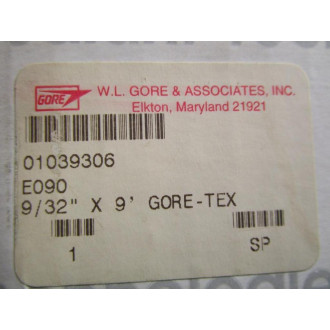 GORE
W.L. GORE & ASSOCIATES, INC.
Elkton, Maryland 21921
01039306
E090
9/32" X 9' GORE-TEX
1 SP